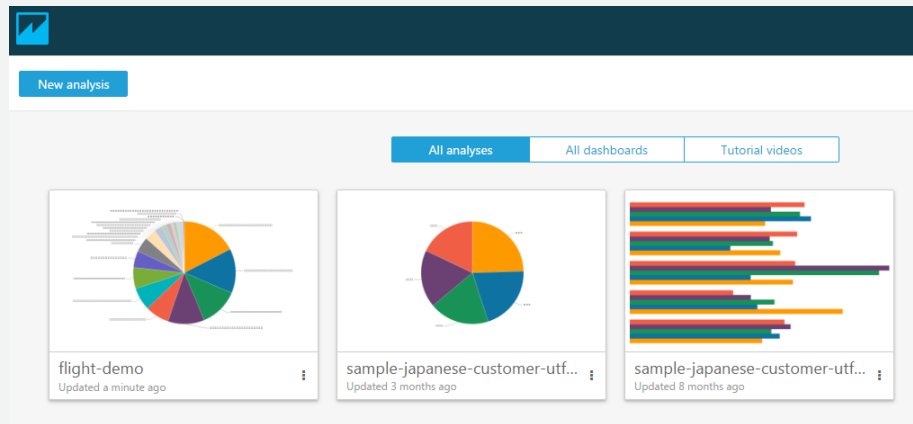 New analysis
All analyses
All dashboards
Tutorial videos
flight-demo
Updated a minute ago
sample-japanese-customer-utf...
Updated 3 months ago
sample-japanese-customer-utf...
Updated 8 months ago